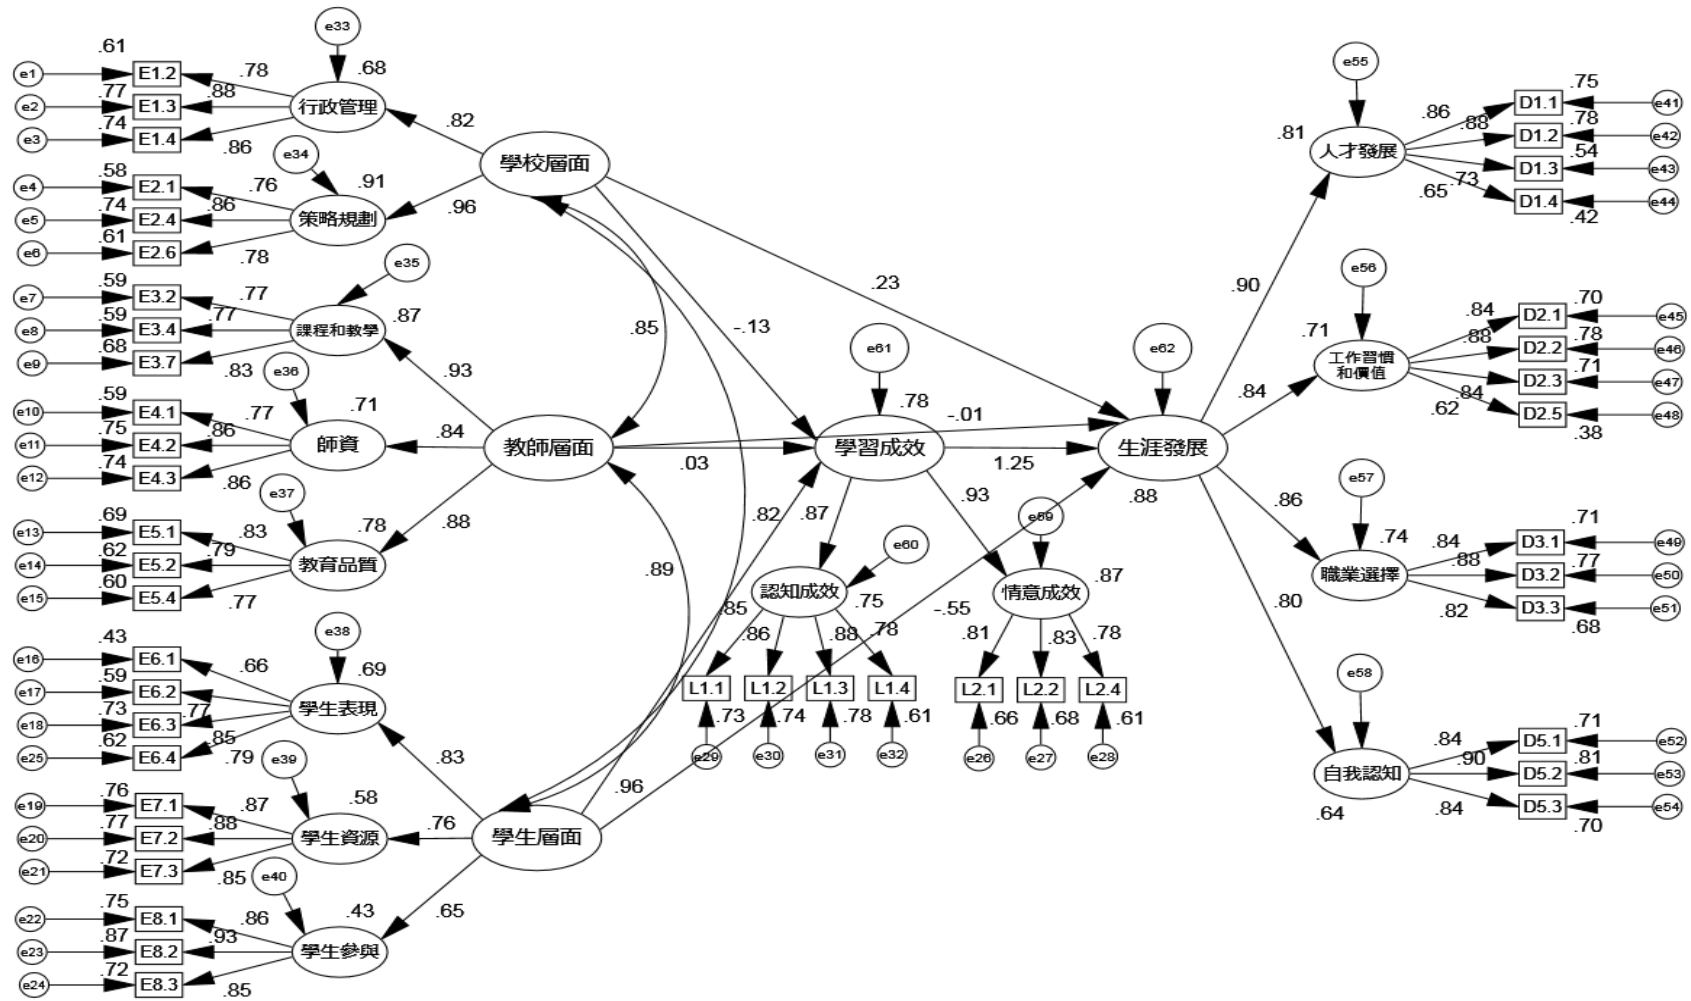 e33
.61
.68
e1
E1.2
.78
e2
.77
E1.3
.88
行政管理
e3
.74
E1.4
.86
.82
e34
學校層面
e4
.58
E2.1
.76
.91
e5
.74
E2.4
.86
策略規劃
.96
e6
.61
E2.6
.78
e35
e7
.59
E3.2
.77
.87
e8
.59
E3.4
.77
課程和教學
e9
.68
E3.7
.83
.93
e36
e10
.59
E4.1
.77
.71
e11
.75
E4.2
.86
師資
.84
教師層面
e12
.74
E4.3
.86
e37
e13
.69
E5.1
.83
.78
.88
e14
.62
E5.2
.79
教育品質
e15
.60
E5.4
.77
e38
.43
e16
E6.1
.66
.69
e17
.59
E6.2
.77
學生表現
e18
.73
E6.3
.85
e25
.62
E6.4
.79
.83
e39
e19
.76
E7.1
.87
.58
e20
.77
E7.2
.88
學生資源
.76
學生層面
e21
.72
E7.3
.85
e40
e22
.75
E8.1
.86
.43
.65
e23
.87
E8.2
.93
學生參與
e24
.72
E8.3
.85
.85
-.13
.23
.89
.85
.96
-.01
.03
.82
-.55
e61
.78
學習成效
1.25
e62
生涯發展
.88
.87
.93
e60
認知成效
.75
.86
.88
.78
L1.1
L1.2
L1.3
L1.4
.73
.74
.78
.61
e29
e30
e31
e32
e59
.87
情意成效
.81
.83
.78
L2.1
L2.2
L2.4
.66
.68
.61
e26
e27
e28
e55
.81
人才發展
.90
.86
D1.1
.75
e41
.88
D1.2
.78
e42
.73
D1.3
.54
e43
.65
D1.4
.42
e44
e56
.71
工作習慣
和價值
.84
.84
D2.1
.70
e45
.88
D2.2
.78
e46
.84
D2.3
.71
e47
.62
D2.5
.38
e48
e57
.74
職業選擇
.86
.84
D3.1
.71
e49
.88
D3.2
.77
e50
.82
D3.3
.68
e51
e58
.80
自我認知
.64
.84
D5.1
.71
e52
.90
D5.2
.81
e53
.84
D5.3
.70
e54